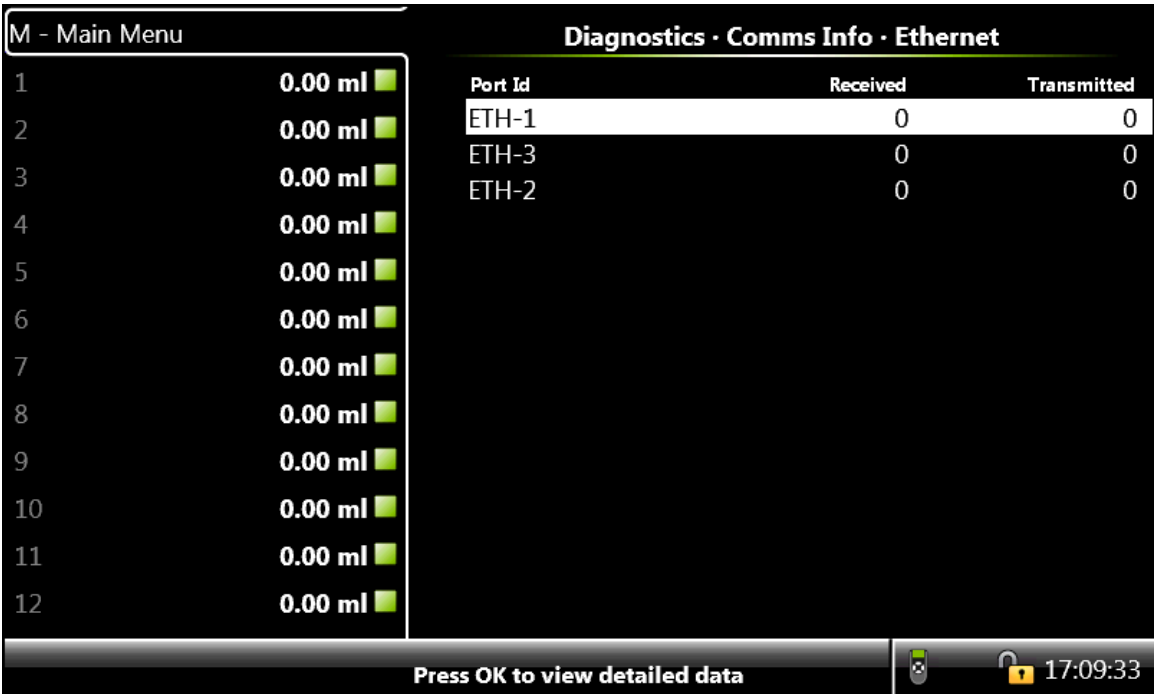 M - Main Menu
1 0.00 ml
2 0.00 ml
3 0.00 ml
4 0.00 ml
5 0.00 ml
6 0.00 ml
7 0.00 ml
8 0.00 ml
9 0.00 ml
10 0.00 ml
11 0.00 ml
12 0.00 ml
Diagnostics · Comms Info · Ethernet
Port Id Received Transmitted
ETH-1 0 0
ETH-3 0 0
ETH-2 0 0
Press OK to view detailed data
17:09:33